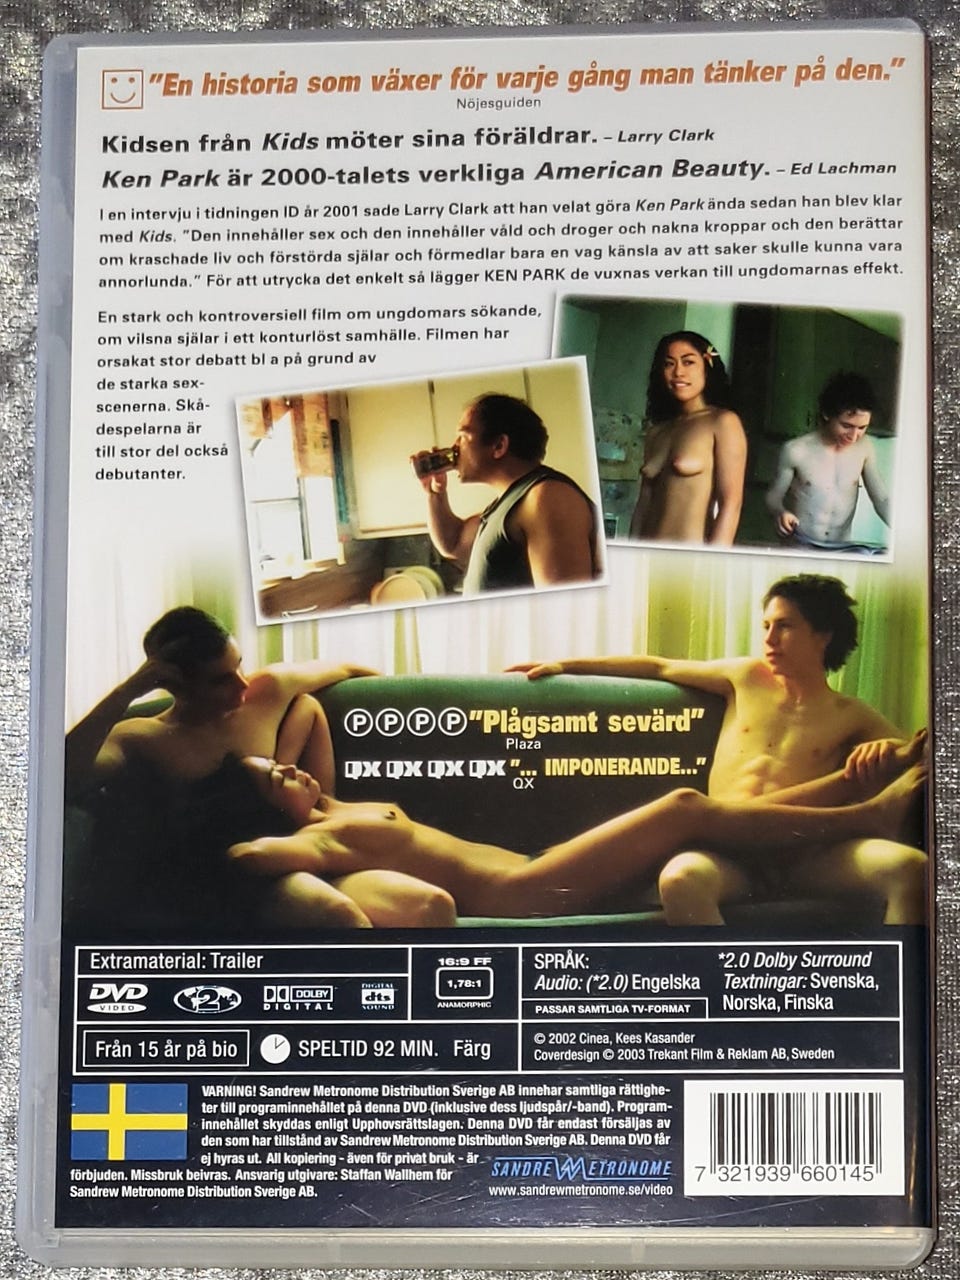 "En historia som växer för varje gång man tänker på den."
Nöjesguiden
Kidsen från Kids möter sina föräldrar. – Larry Clark
Ken Park är 2000-talets verkliga American Beauty. – Ed Lachman
I en intervju i tidningen ID år 2001 sade Larry Clark att han velat göra Ken Park ända sedan han blev klar
med Kids. "Den innehåller sex och den innehåller våld och droger och nakna kroppar och den berättar
om kraschade liv och förstörda själar och förmedlar bara en vag känsla av att saker skulle kunna vara
annorlunda." För att utrycka det enkelt så lägger KEN PARK de vuxnas verkan till ungdomarnas effekt.
En stark och kontroversiell film om ungdomars sökande,
om vilsna själar i ett konturlöst samhälle. Filmen har
orsakat stor debatt bl a på grund av
de starka sex-
scenerna. Skå-
despelarna är
till stor del också
debutanter.
P P P P "Plågsamt sevärd"
Plaza
QX QX QX QX "... IMPONERANDE..."
QX
Extramaterial: Trailer
DVD VIDEO
2
DOLBY DIGITAL
DIGITAL dts SOUND
16:9 FF
1,78:1
ANAMORPHIC
SPRÅK:
Audio: (*2.0) Engelska
PASSAR SAMTLIGA TV-FORMAT
*2.0 Dolby Surround
Textningar: Svenska,
Norska, Finska
Från 15 år på bio
SPELTID 92 MIN. Färg
© 2002 Cinea, Kees Kasander
Coverdesign © 2003 Trekant Film & Reklam AB, Sweden
VARNING! Sandrew Metronome Distribution Sverige AB innehar samtliga rättighe-
ter till programinnehållet på denna DVD (inklusive dess ljudspår/-band). Program-
innehållet skyddas enligt Upphovsrättslagen. Denna DVD får endast försäljas av
den som har tillstånd av Sandrew Metronome Distribution Sverige AB. Denna DVD får
ej hyras ut. All kopiering - även för privat bruk - är
förbjuden. Missbruk beivras. Ansvarig utgivare: Staffan Wallhem för
Sandrew Metronome Distribution Sverige AB.
SANDREW METRONOME
www.sandrewmetronome.se/video
7 321939 660145